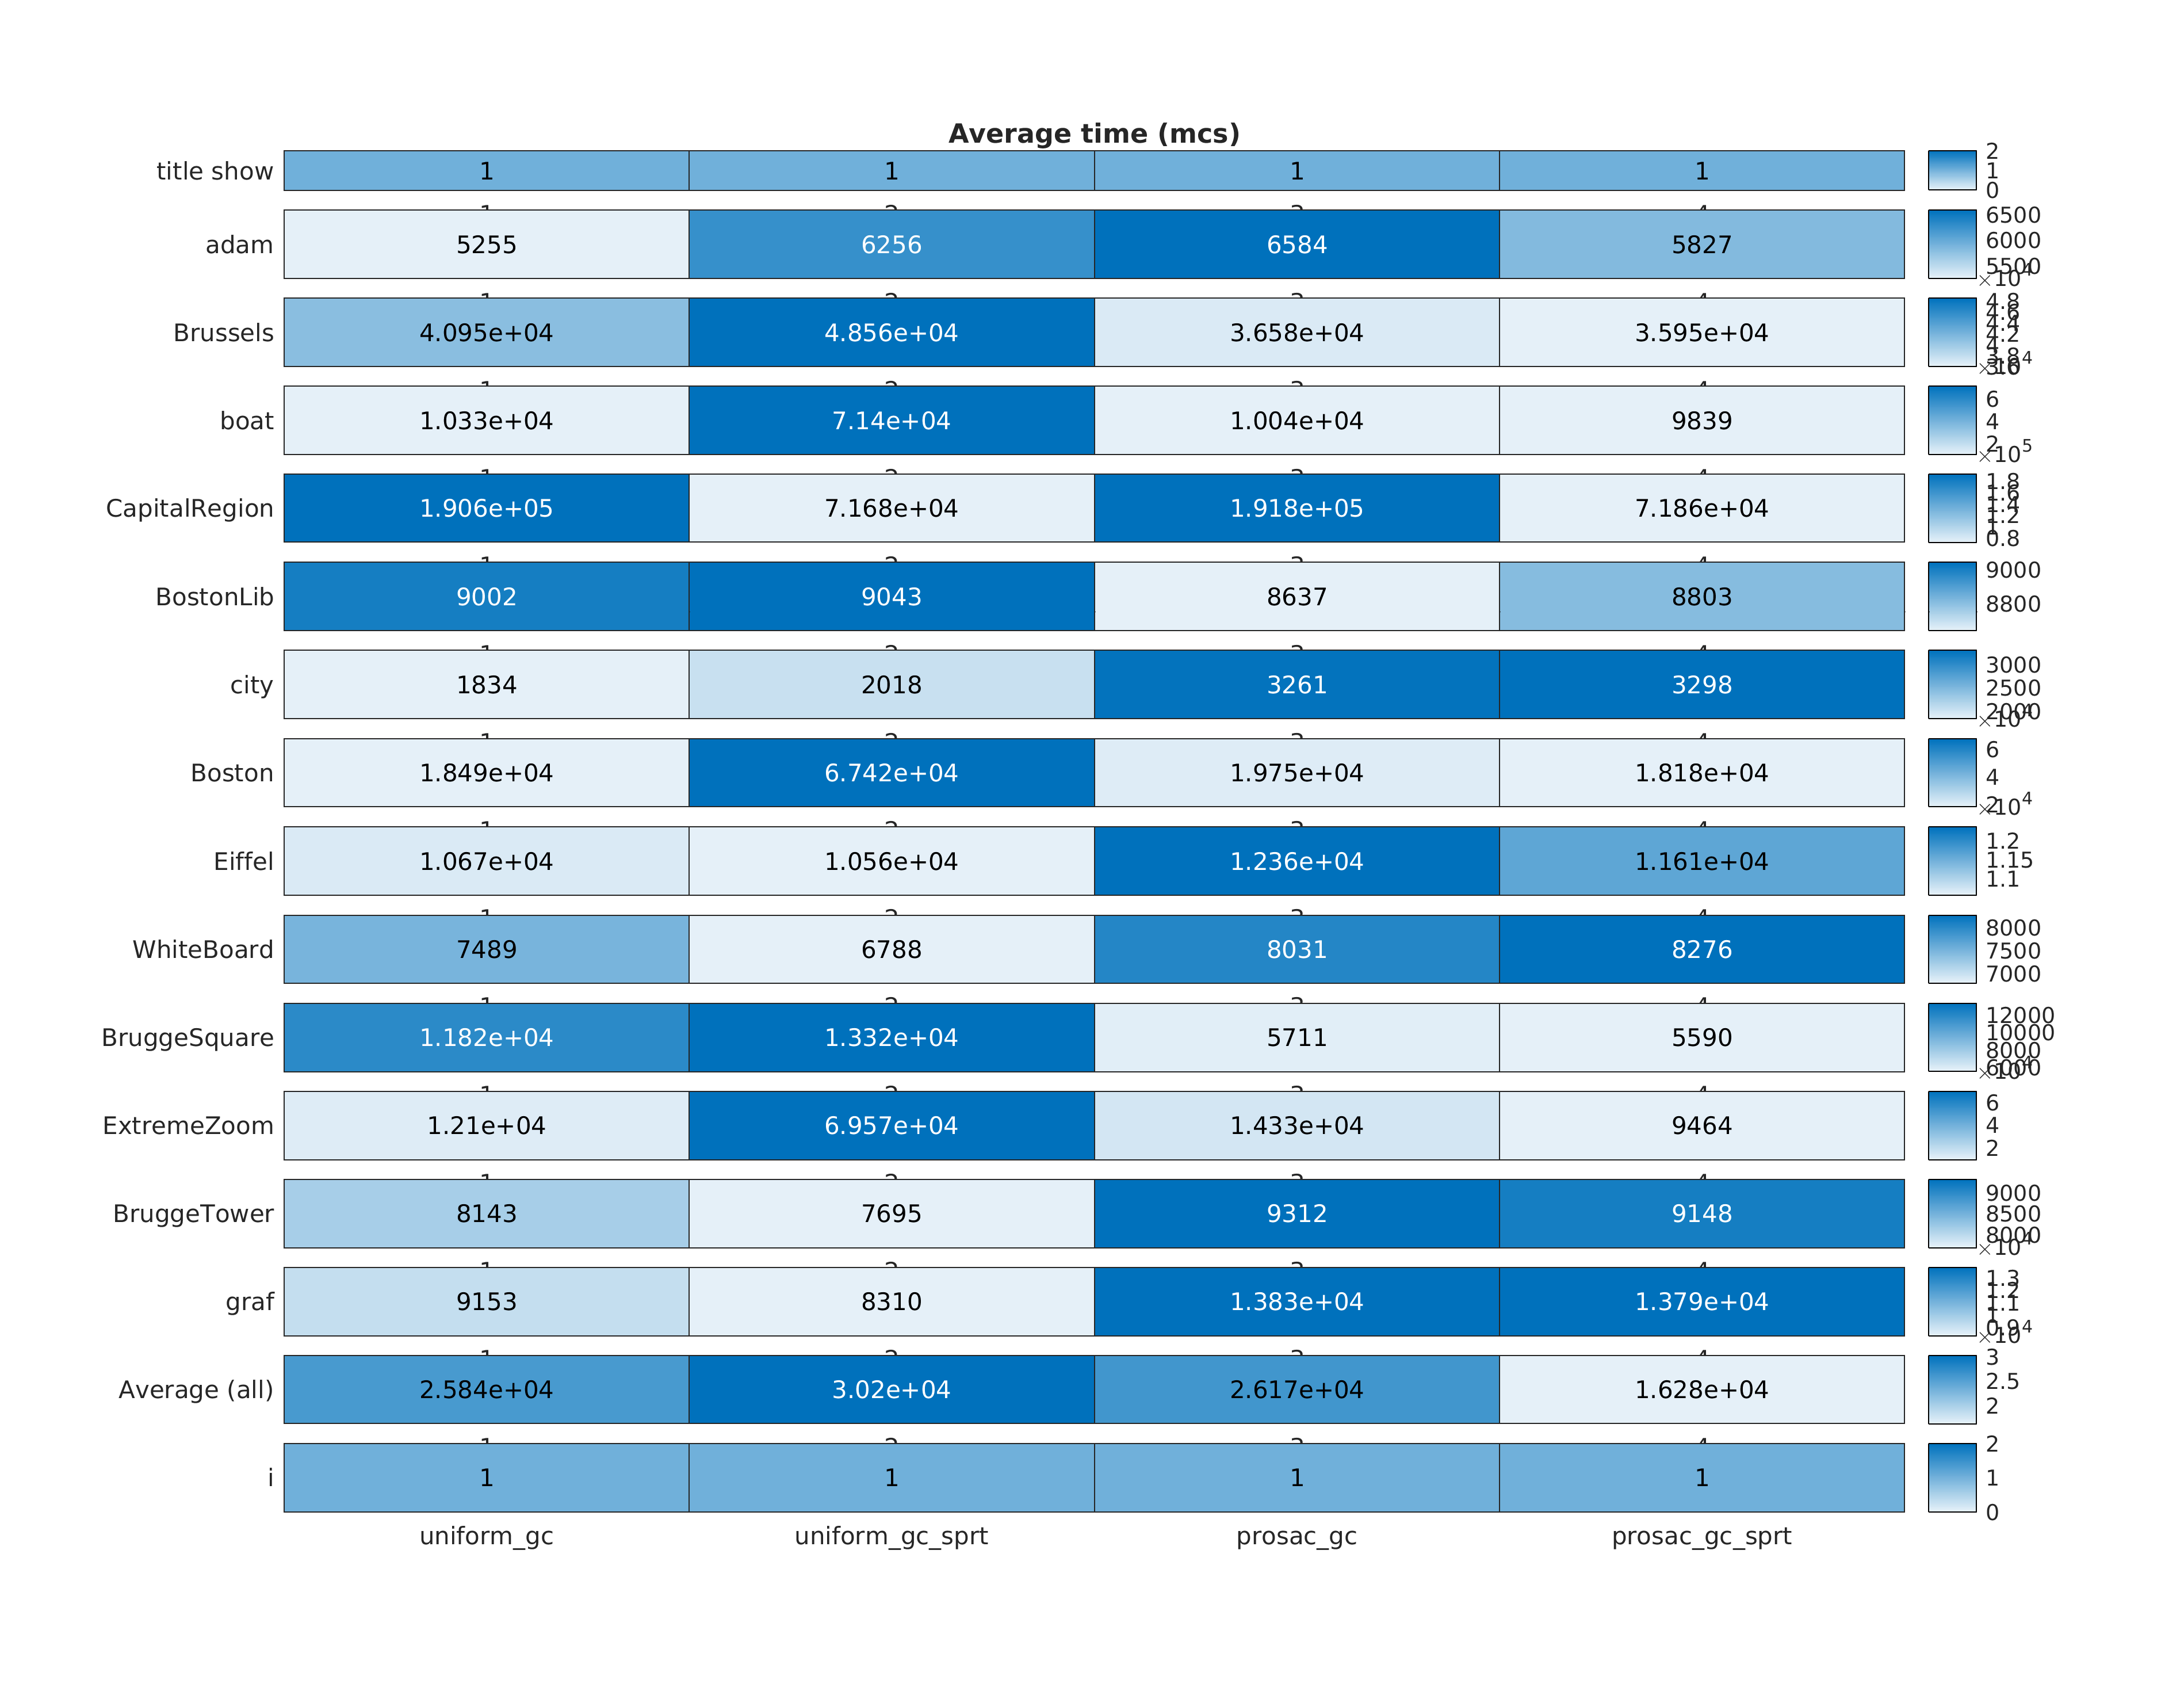 Average time (mcs)
title show 1 1 1 1 2 1 0
adam 5255 6256 6584 5827 6500 6000 5500
×10^4
Brussels 4.095e+04 4.856e+04 3.658e+04 3.595e+04 4.8 4.6 4.4 4.2 4 3.8 3.6
×10^4
boat 1.033e+04 7.14e+04 1.004e+04 9839 6 4 2
×10^5
CapitalRegion 1.906e+05 7.168e+04 1.918e+05 7.186e+04 1.8 1.6 1.4 1.2 1 0.8
BostonLib 9002 9043 8637 8803 9000 8800
city 1834 2018 3261 3298 3000 2500 2000
×10^4
Boston 1.849e+04 6.742e+04 1.975e+04 1.818e+04 6 4 2
×10^4
Eiffel 1.067e+04 1.056e+04 1.236e+04 1.161e+04 1.2 1.15 1.1
WhiteBoard 7489 6788 8031 8276 8000 7500 7000
BruggeSquare 1.182e+04 1.332e+04 5711 5590 12000 10000 8000 6000
×10^4
ExtremeZoom 1.21e+04 6.957e+04 1.433e+04 9464 6 4 2
BruggeTower 8143 7695 9312 9148 9000 8500 8000
×10^4
graf 9153 8310 1.383e+04 1.379e+04 1.3 1.2 1.1 1 0.9
×10^4
Average (all) 2.584e+04 3.02e+04 2.617e+04 1.628e+04 3 2.5 2
i 1 1 1 1 2 1 0
uniform_gc uniform_gc_sprt prosac_gc prosac_gc_sprt